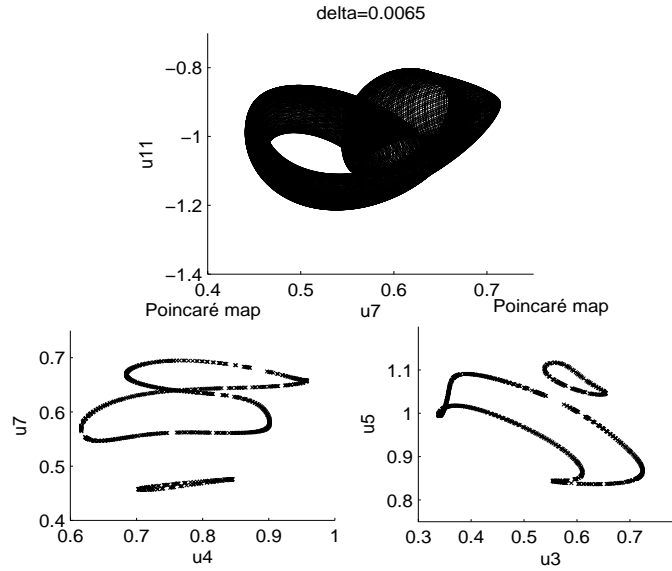 delta=0.0065
−0.8
−1
−1.2
−1.4
u11
0.4 0.5 0.6 0.7
u7
Poincaré map
0.7
0.6
0.5
0.4
u7
0.6 0.7 0.8 0.9 1
u4
Poincaré map
1.1
1
0.9
0.8
u5
0.3 0.4 0.5 0.6 0.7
u3